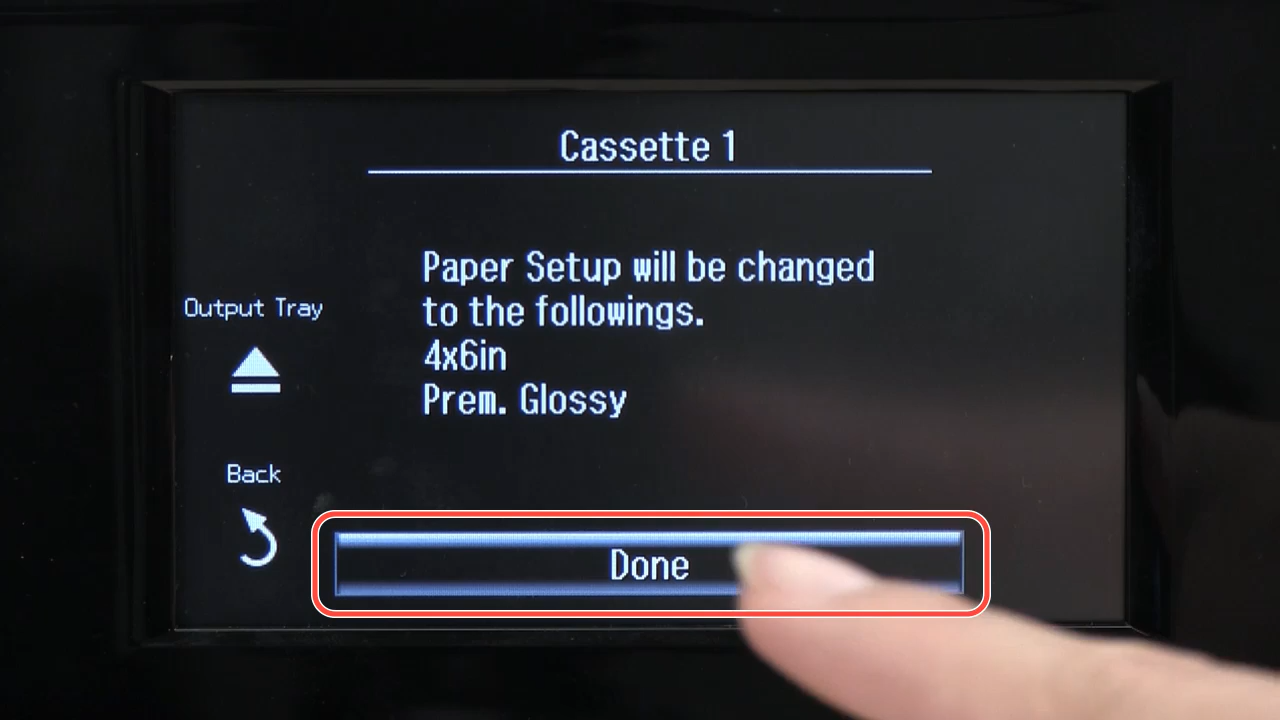 Cassette 1
Paper Setup will be changed
to the followings.
4x6in
Prem. Glossy
Output Tray
Back
Done